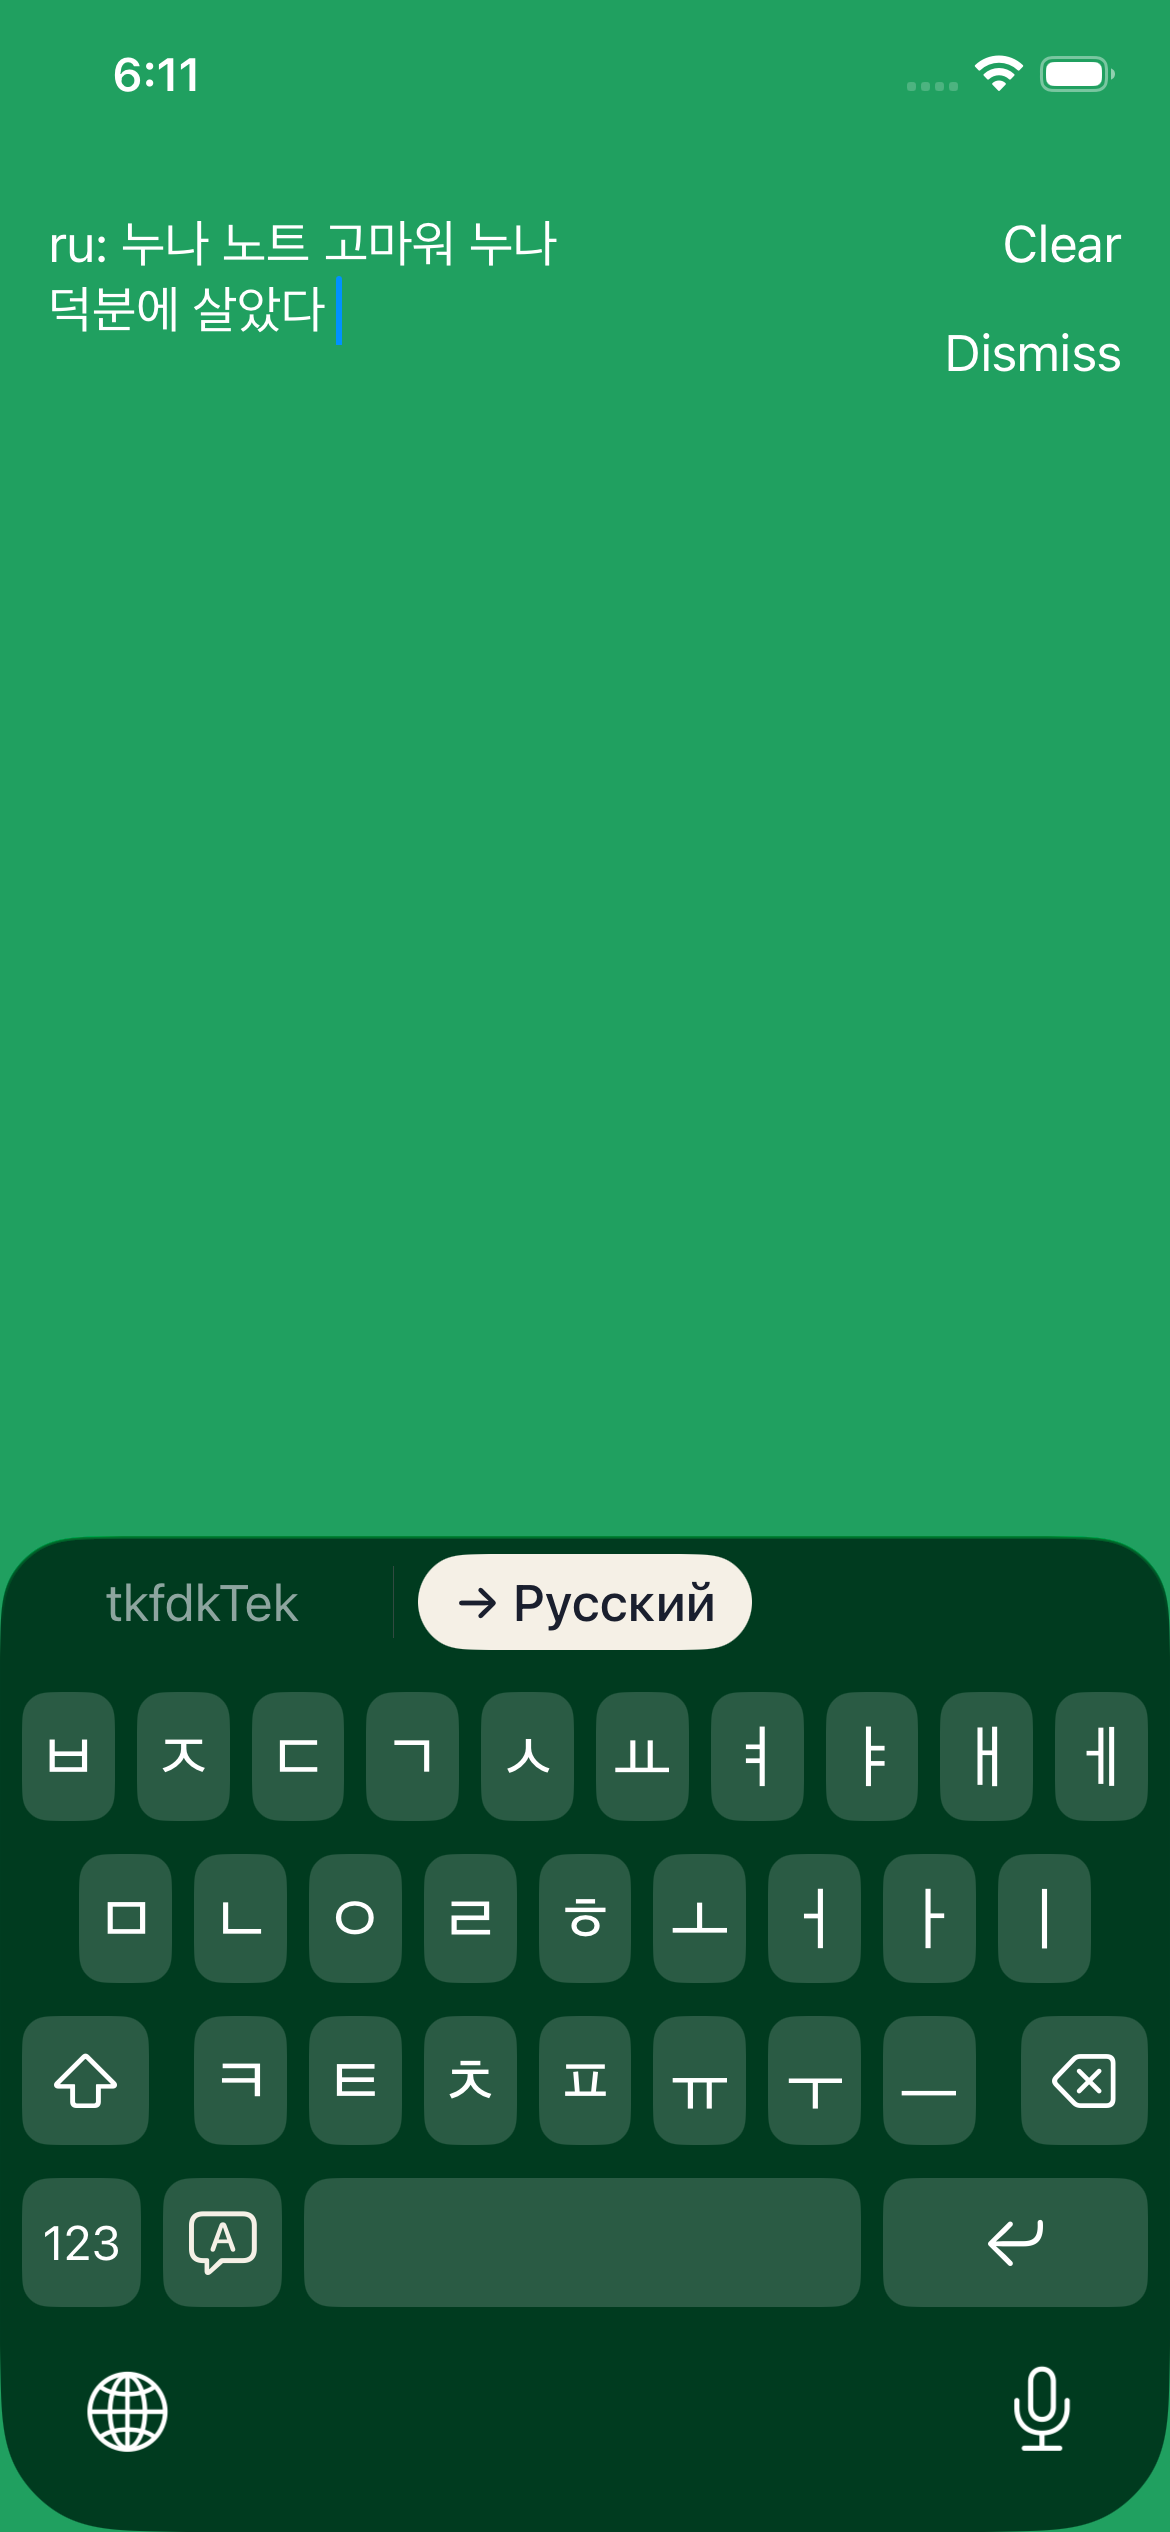 6:11
ru: 누나 노트 고마워 누나
덕분에 살았다
Clear
Dismiss
tkfdkTek
→ Русский
ㅂ ㅈ ㄷ ㄱ ㅅ ㅛ ㅕ ㅑ ㅐ ㅔ
ㅁ ㄴ ㅇ ㄹ ㅎ ㅗ ㅓ ㅏ ㅣ
ㅋ ㅌ ㅊ ㅍ ㅠ ㅜ ㅡ
123 A